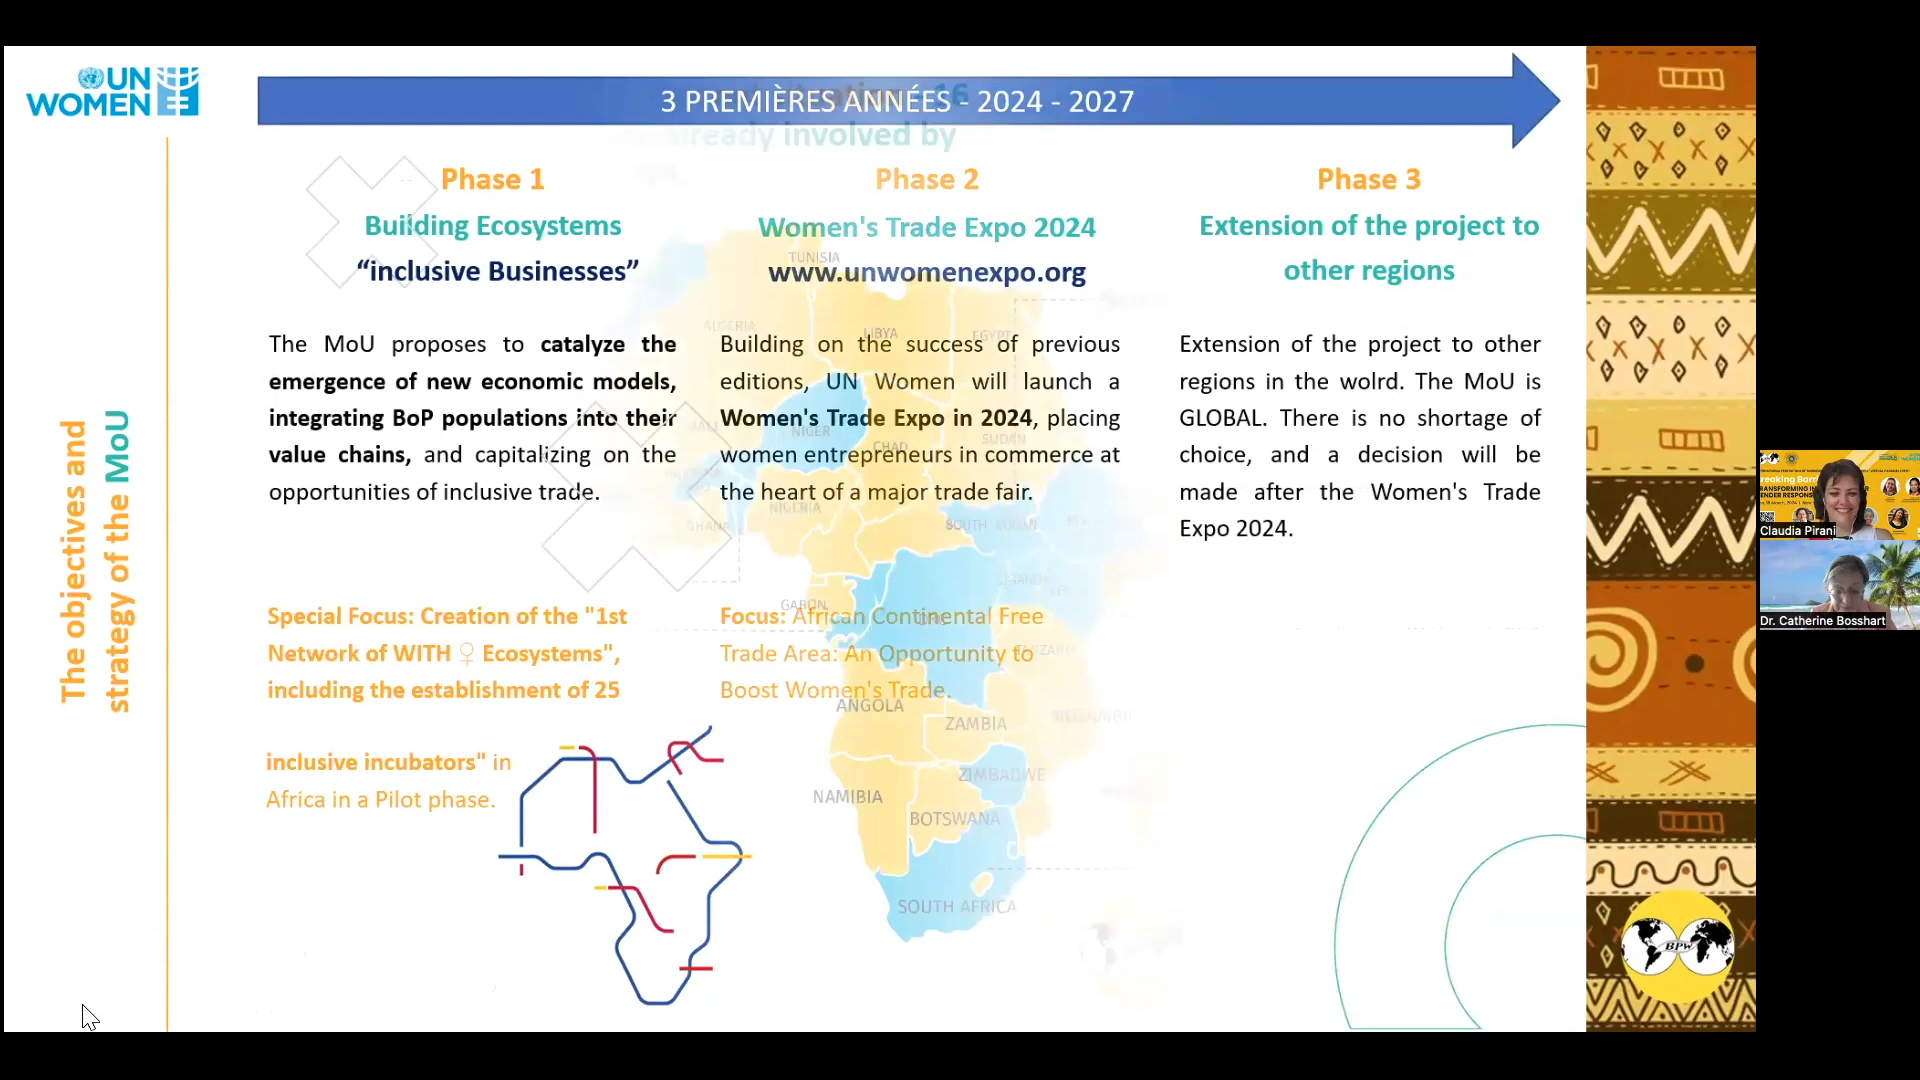 UN
WOMEN
3 PREMIÈRES ANNÉES - 2024 - 2027
already involved by
The objectives and
strategy of the MoU
Phase 1
Building Ecosystems
“inclusive Businesses”
The MoU proposes to catalyze the
emergence of new economic models,
integrating BoP populations into their
value chains, and capitalizing on the
opportunities of inclusive trade.
Special Focus: Creation of the "1st
Network of WITH ♀ Ecosystems",
including the establishment of 25
inclusive incubators" in
Africa in a Pilot phase.
Phase 2
Women's Trade Expo 2024
www.unwomenexpo.org
Building on the success of previous
editions, UN Women will launch a
Women's Trade Expo in 2024, placing
women entrepreneurs in commerce at
the heart of a major trade fair.
Focus: African Continental Free
Trade Area: An Opportunity to
Boost Women's Trade.
Phase 3
Extension of the project to
other regions
Extension of the project to other
regions in the wolrd. The MoU is
GLOBAL. There is no shortage of
choice, and a decision will be
made after the Women's Trade
Expo 2024.
TUNISIA
ALGERIA
LIBYA
EGYPT
NIGER
CHAD
SUDAN
NIGERIA
GHANA
SOUTH SUDAN
UGANDA
GABON
DRC
TANZANIA
ANGOLA
ZAMBIA
MOZAMBIQUE
ZIMBABWE
NAMIBIA
BOTSWANA
SOUTH AFRICA
BPW
Claudia Pirani
Dr. Catherine Bosshart